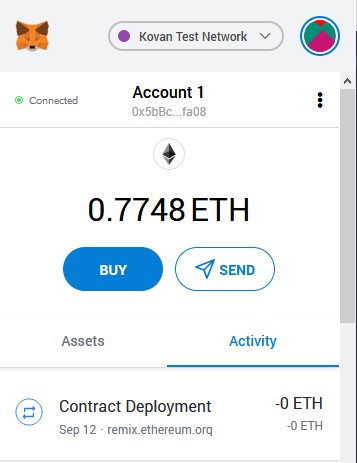 Kovan Test Network
Connected
Account 1
0x5bBc...fa08
0.7748 ETH
BUY
SEND
Assets
Activity
Contract Deployment
-0 ETH
Sep 12 · remix.ethereum.org
-0 ETH